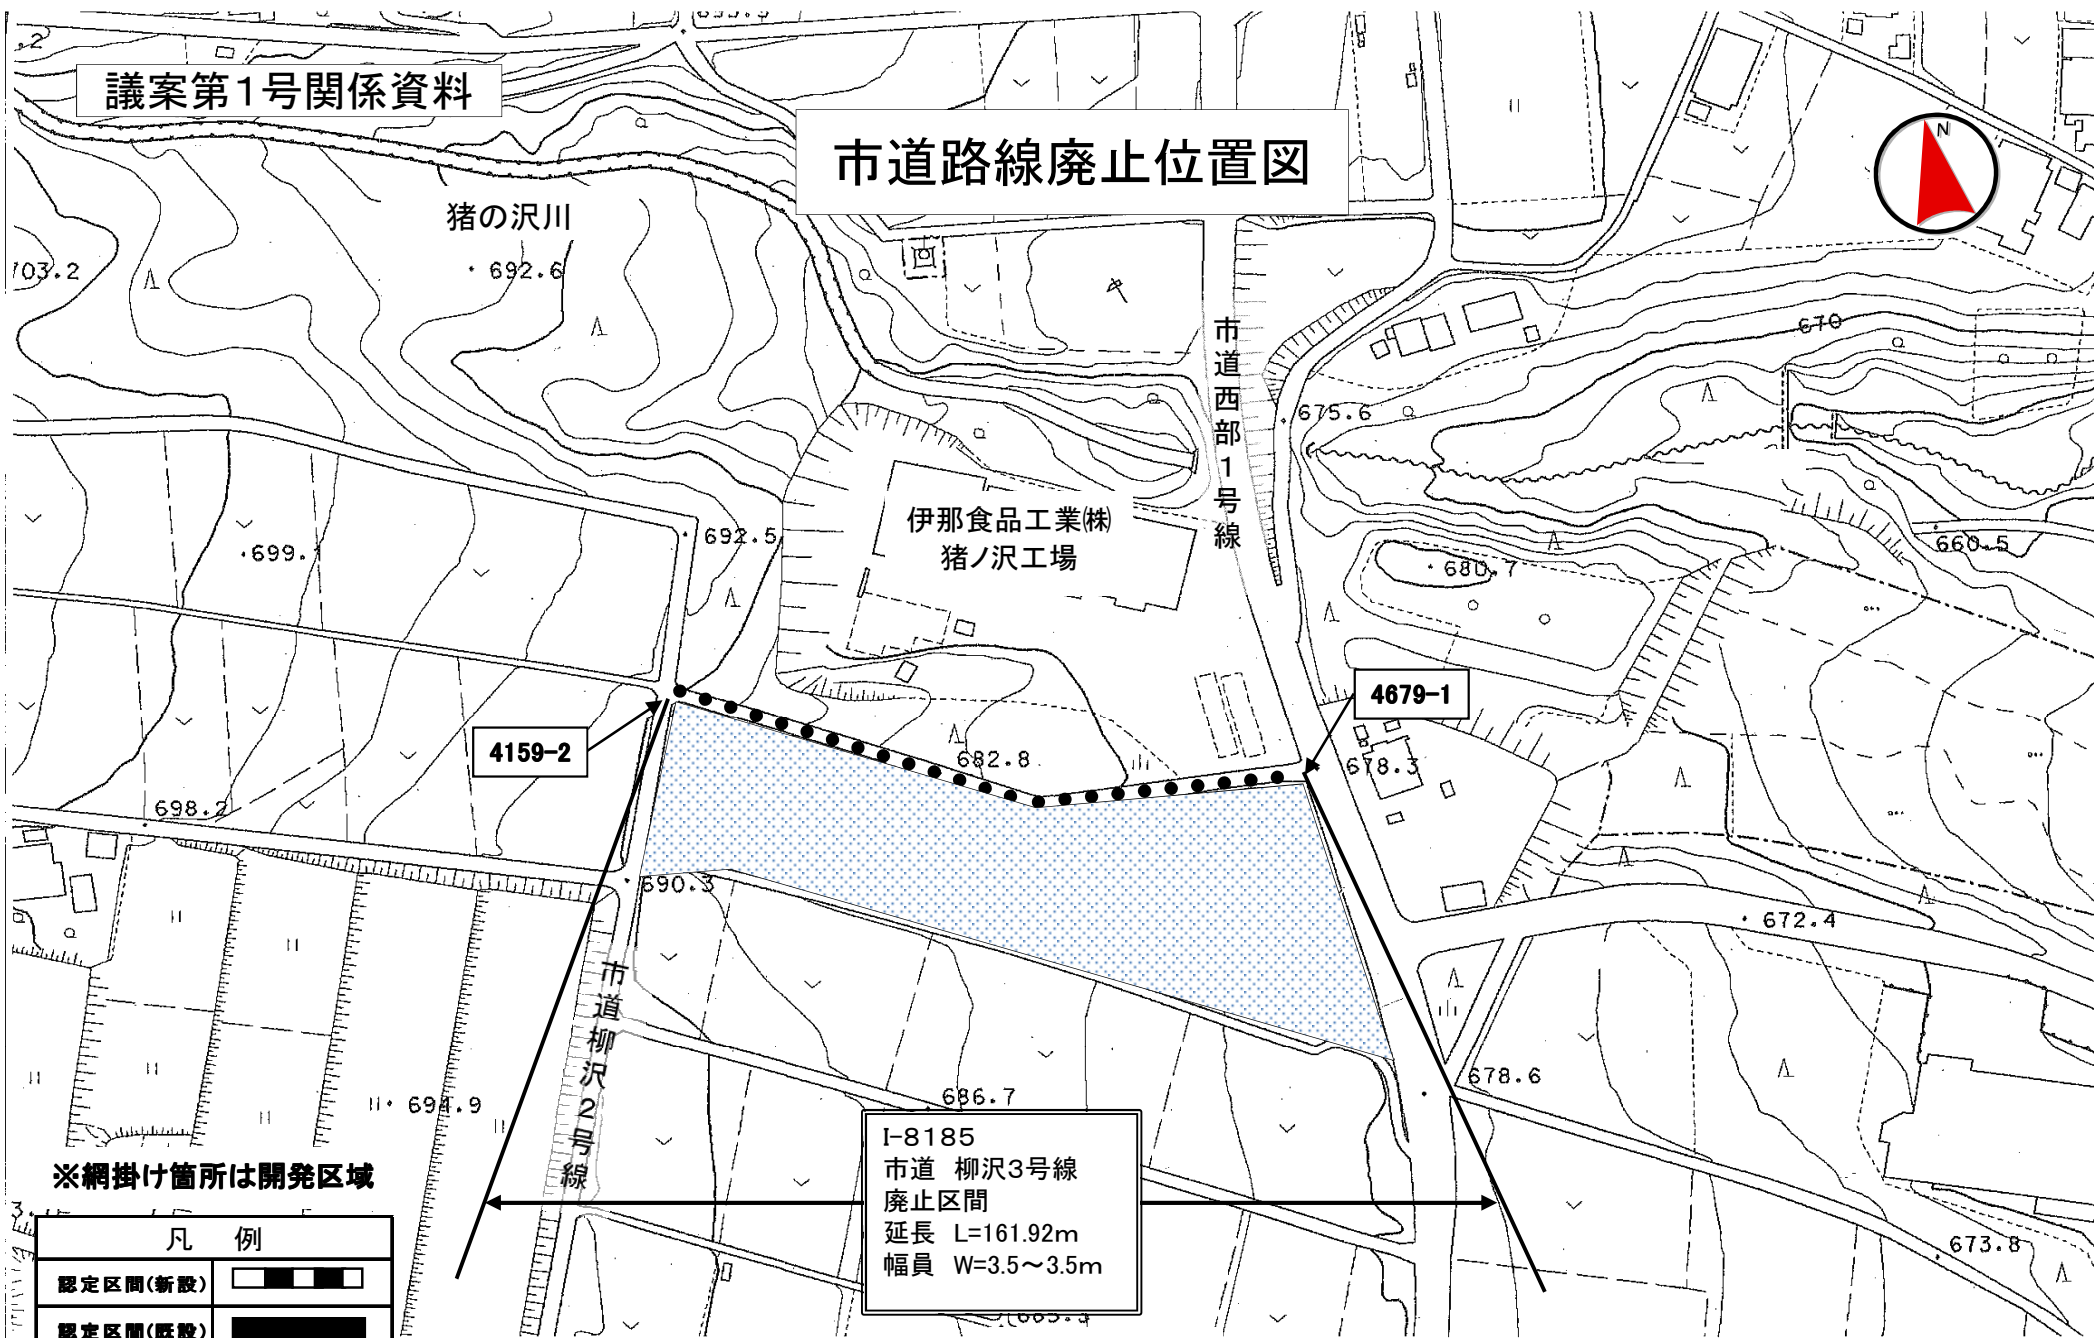 議案第1号関係資料
市道路線廃止位置図
N
猪の沢川
703.2
692.6
670
市道西部1号線
675.6
伊那食品工業㈱
猪ノ沢工場
692.5
699.1
680.7
660.5
4679-1
4159-2
682.8
678.3
698.2
690.3
672.4
市道柳沢2号線
694.9
686.7
678.6
I-8185
市道 柳沢3号線
廃止区間
延長 L=161.92m
幅員 W=3.5～3.5m
673.8
※網掛け箇所は開発区域
凡 例
認定区間(新設)
認定区間(既設)